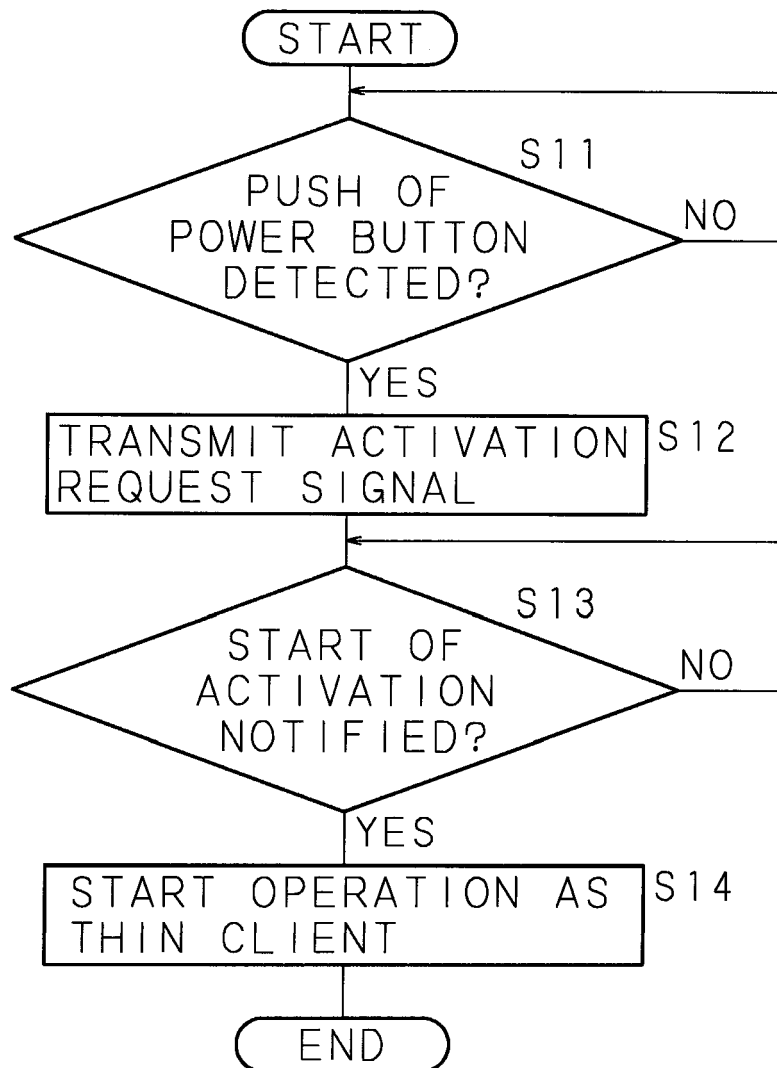 START
S11
PUSH OF
POWER BUTTON
DETECTED?
NO
YES
TRANSMIT ACTIVATION
REQUEST SIGNAL
S12
S13
START OF
ACTIVATION
NOTIFIED?
NO
YES
START OPERATION AS
THIN CLIENT
S14
END